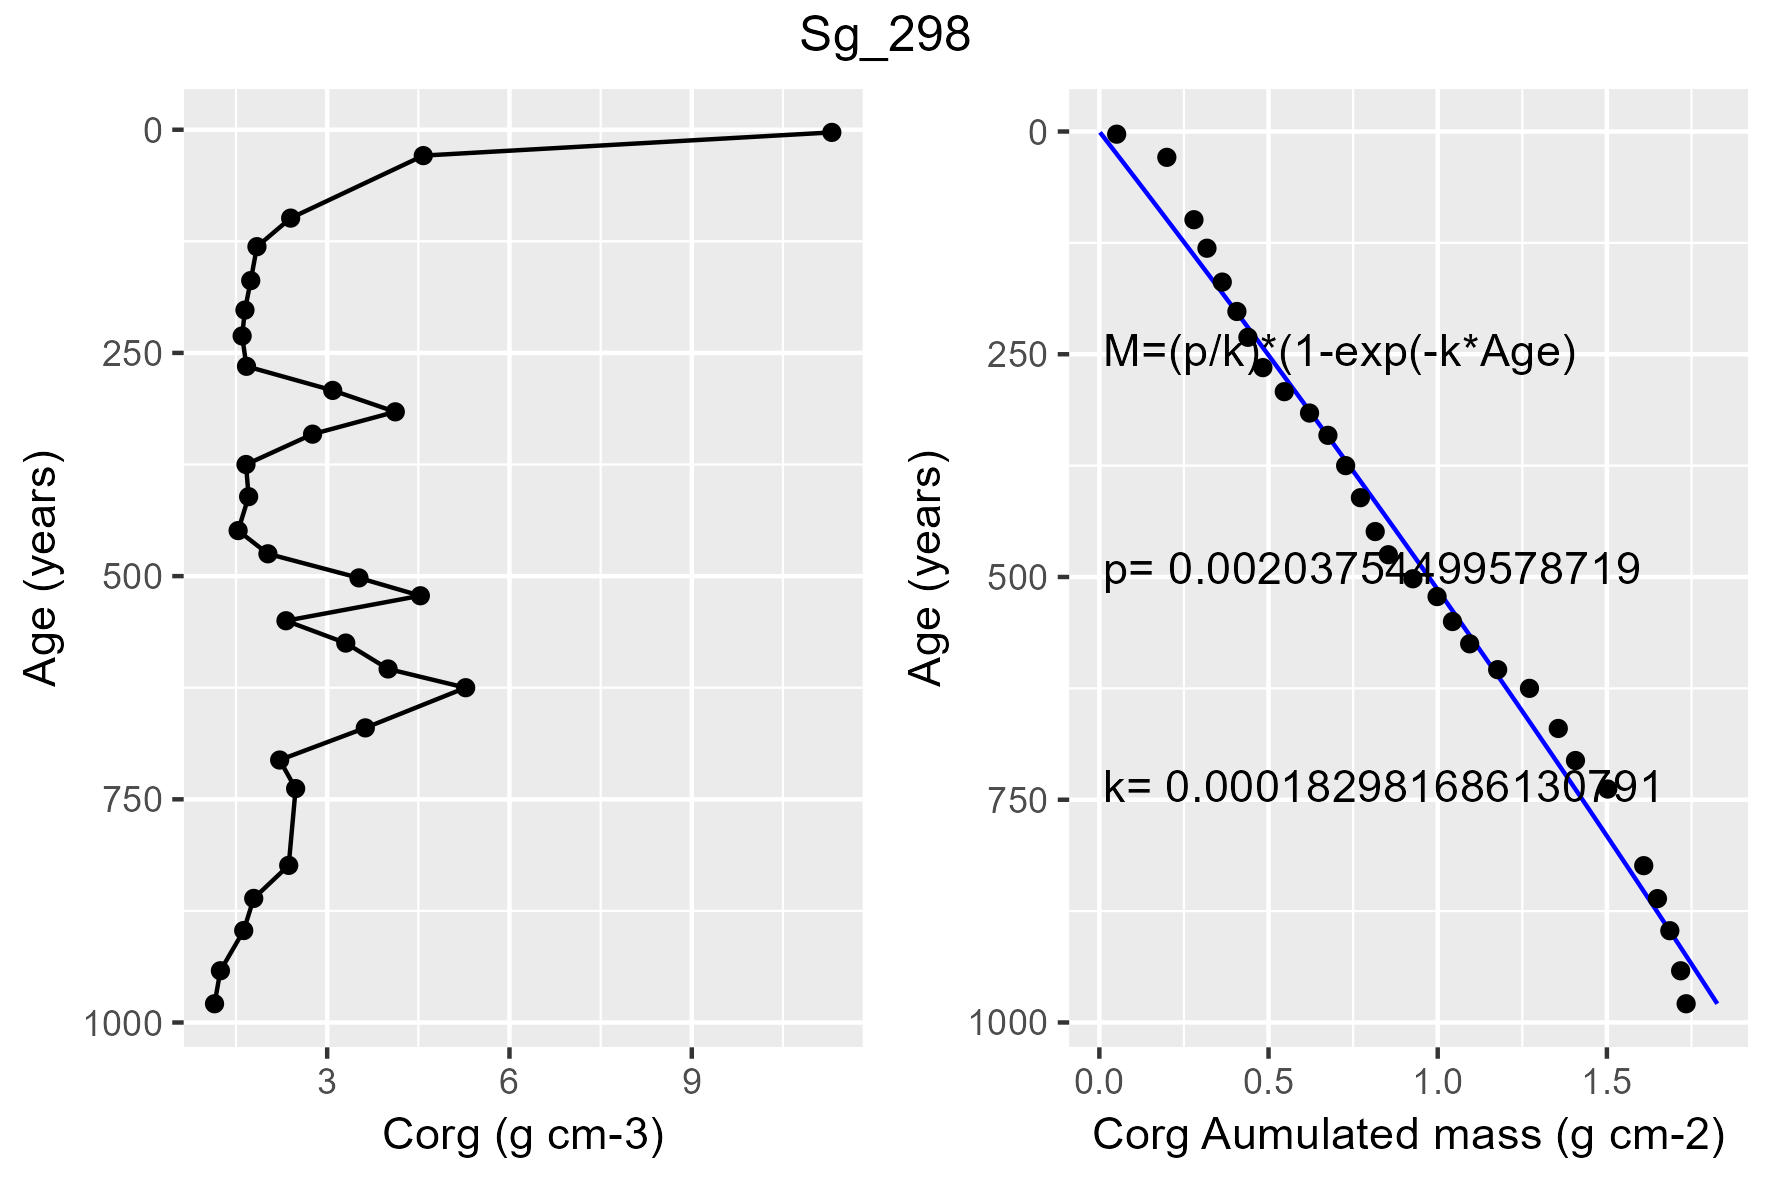 Sg_298
0
250
500
750
1000
Age (years)
3
6
9
Corg (g cm-3)
0
250
500
750
1000
Age (years)
M=(p/k)*(1-exp(-k*Age)
p= 0.00203754499578719
k= 0.000182981686130791
0.0
0.5
1.0
1.5
Corg Aumulated mass (g cm-2)